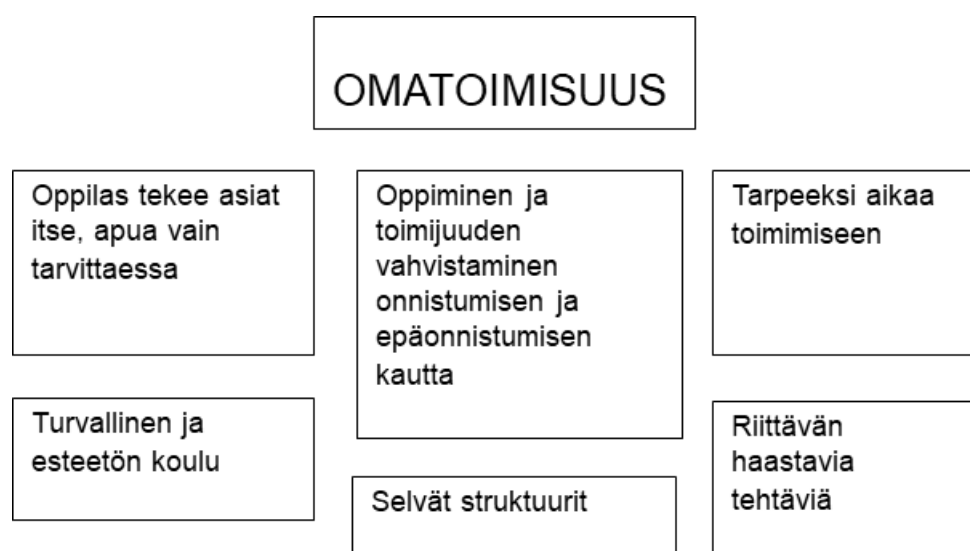 OMATOIMISUUS
Oppilas tekee asiat
itse, apua vain
tarvittaessa
Oppiminen ja
toimijuuden
vahvistaminen
onnistumisen ja
epäonnistumisen
kautta
Tarpeeksi aikaa
toimimiseen
Turvallinen ja
esteetön koulu
Selvät struktuurit
Riittävän
haastavia
tehtäviä